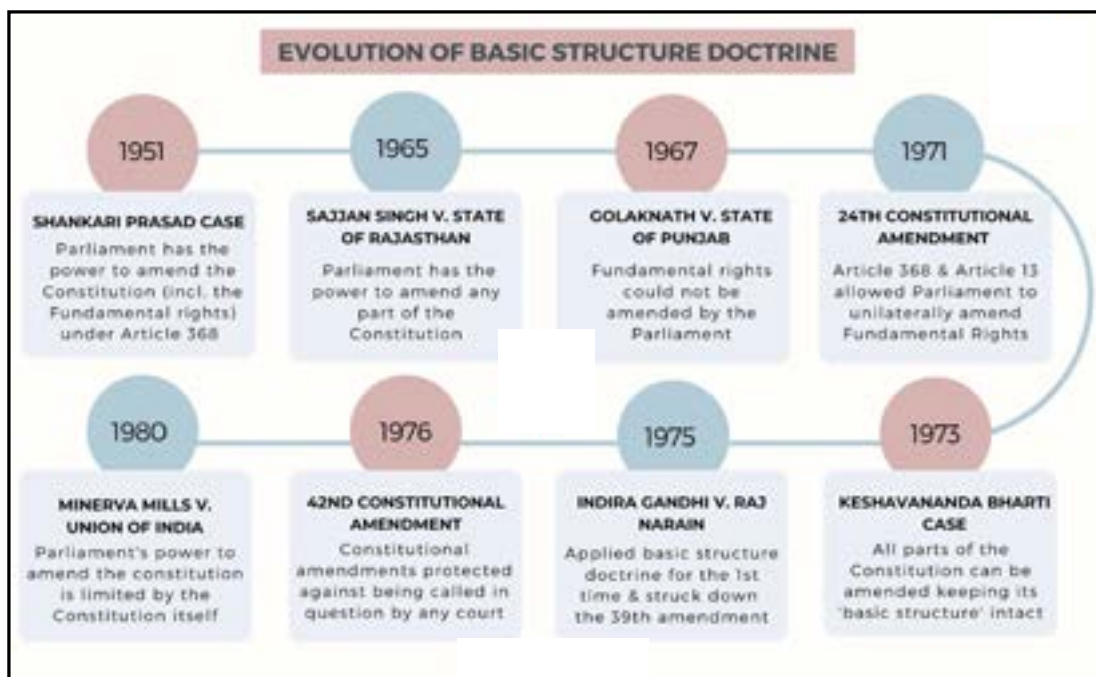 EVOLUTION OF BASIC STRUCTURE DOCTRINE
1951
SHANKARI PRASAD CASE
Parliament has the
power to amend the
Constitution (incl. the
Fundamental rights)
under Article 368
1965
SAJJAN SINGH V. STATE
OF RAJASTHAN
Parliament has the
power to amend any
part of the
Constitution
1967
GOLAKNATH V. STATE
OF PUNJAB
Fundamental rights
could not be
amended by the
Parliament
1971
24TH CONSTITUTIONAL
AMENDMENT
Article 368 & Article 13
allowed Parliament to
unilaterally amend
Fundamental Rights
1973
KESHAVANANDA BHARTI
CASE
All parts of the
Constitution can be
amended keeping its
'basic structure' intact
1975
INDIRA GANDHI V. RAJ
NARAIN
Applied basic structure
doctrine for the 1st
time & struck down
the 39th amendment
1976
42ND CONSTITUTIONAL
AMENDMENT
Constitutional
amendments protected
against being called in
question by any court
1980
MINERVA MILLS V.
UNION OF INDIA
Parliament's power to
amend the constitution
is limited by the
Constitution itself